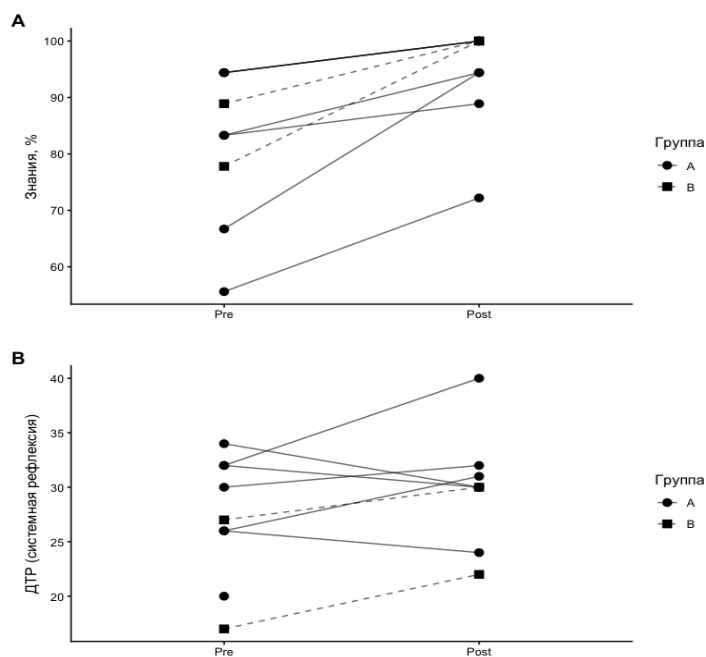 A
Знания, %
100
90
80
70
60
Pre
Post
Группа
A
B
B
ДТР (системная рефлексия)
40
35
30
25
20
Pre
Post
Группа
A
B